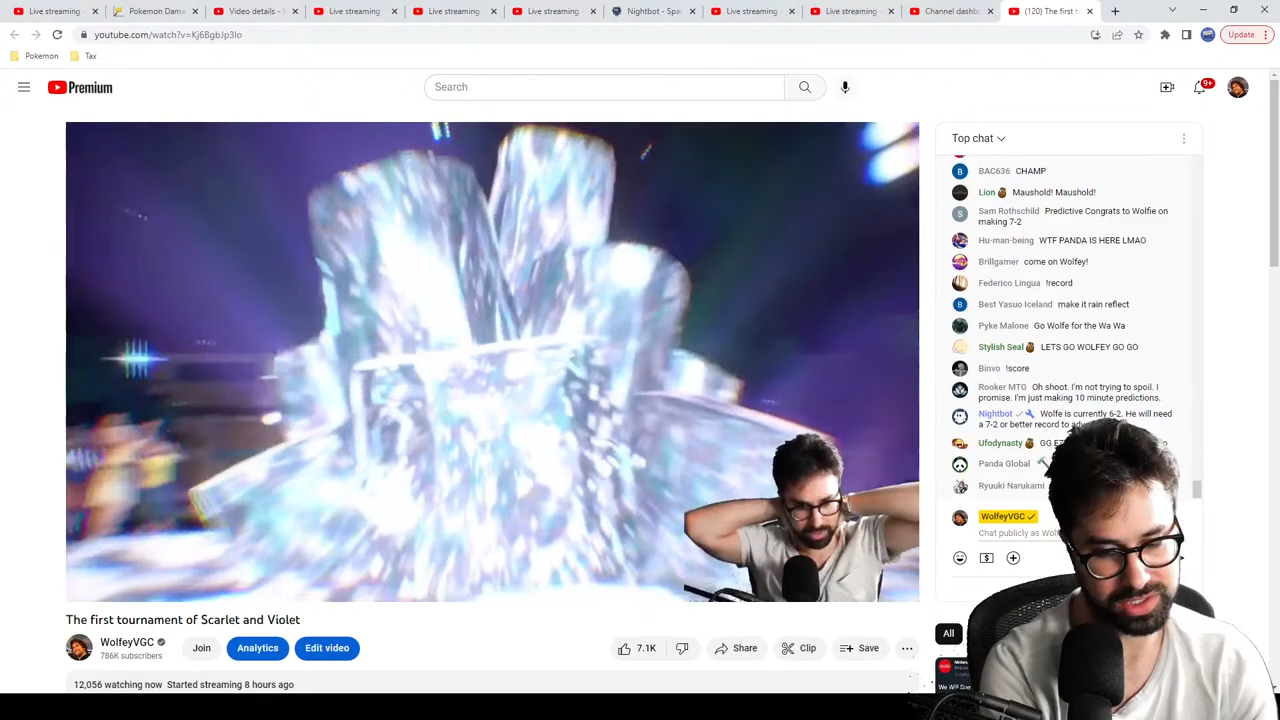 Live streaming
Pokemon Dama
Video details - 
Live streaming
Live streaming
Live streaming
Nightbot - Spa
Live streaming
Live streaming
Channel dashb
(120) The first t
youtube.com/watch?v=Kj6BgbJp3Io
Update
Pokemon
Tax
Premium
Search
9+
Top chat
BAC636 CHAMP
Lion Maushold! Maushold!
Sam Rothschild Predictive Congrats to Wolfie on
making 7-2
Hu-man-being WTF PANDA IS HERE LMAO
Brillgamer come on Wolfey!
Federico Lingua !record
Best Yasuo Iceland make it rain reflect
Pyke Malone Go Wolfe for the Wa Wa
Stylish Seal LETS GO WOLFEY GO GO
Binvo !score
Rooker MTG Oh shoot. I'm not trying to spoil. I
promise. I'm just making 10 minute predictions.
Nightbot Wolfe is currently 6-2. He will need
a 7-2 or better record to
Ufodynasty GG
Panda Global
Ryuuki Narukami
WolfeyVGC
Chat publicly as
The first tournament of Scarlet and Violet
WolfeyVGC
786K subscribers
Join
Analytics
Edit video
7.1K
Share
Clip
Save
All
12,056 watching now Started streaming 8 hours ago
We Will